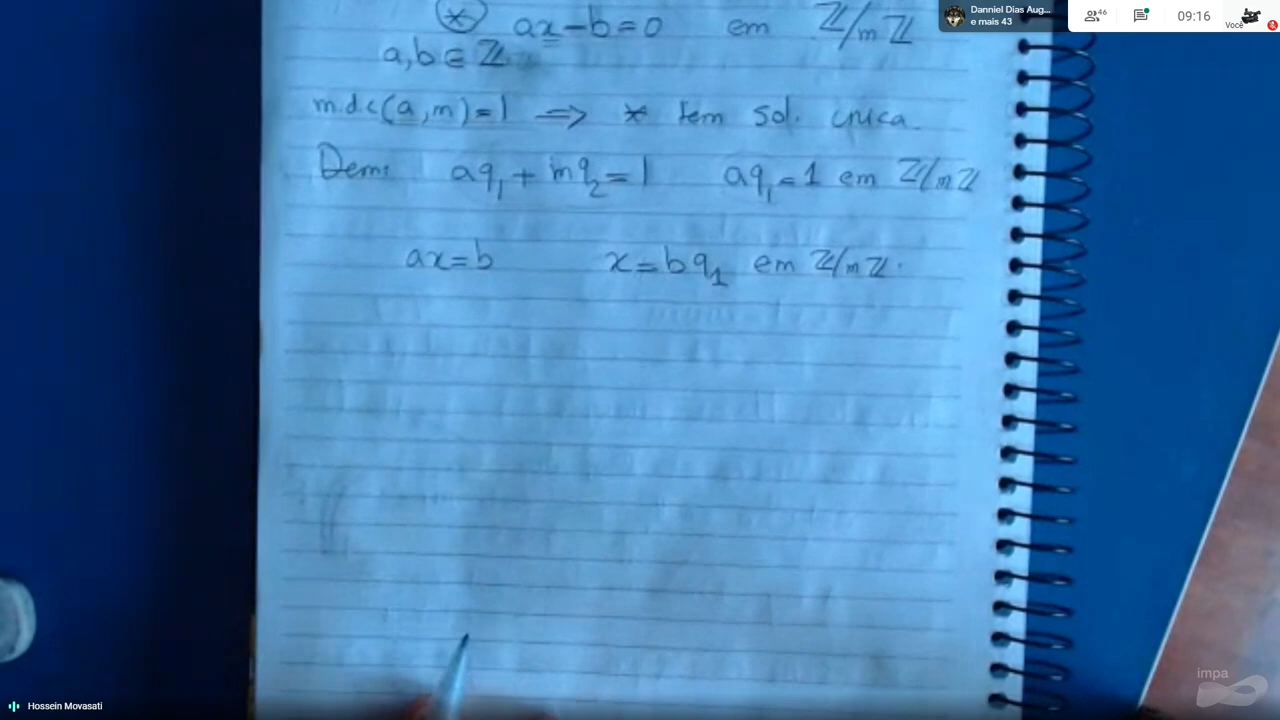 Danniel Dias Aug...
e mais 43
46
09:16
Você
⊛ ax-b=0 em ℤ/mℤ
a,b∈ℤ
m.d.c(a,m)=1 ⟹ * tem sol. única.
Dem: aq₁+mq₂=1 aq₁=1 em ℤ/mℤ
ax=b x=bq₁ em ℤ/mℤ.
impa
Hossein Movasati